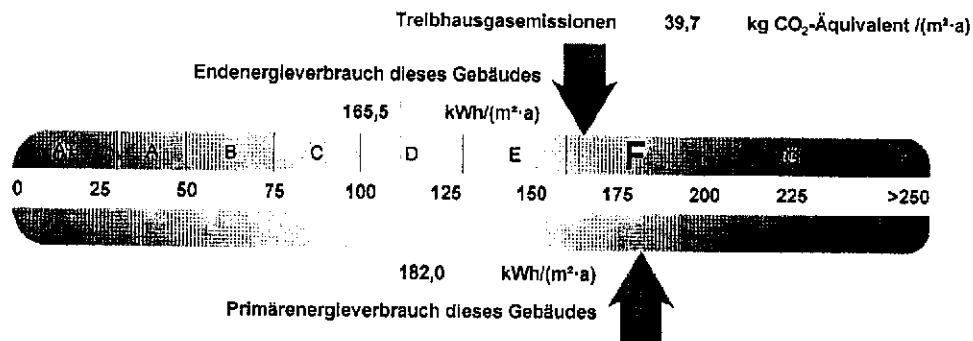 Treibhausgasemissionen 39,7 kg CO₂-Äquivalent /(m²·a)
Endenergieverbrauch dieses Gebäudes
165,5 kWh/(m²·a)
A+ A B C D E F G
0 25 50 75 100 125 150 175 200 225 >250
182,0 kWh/(m²·a)
Primärenergieverbrauch dieses Gebäudes